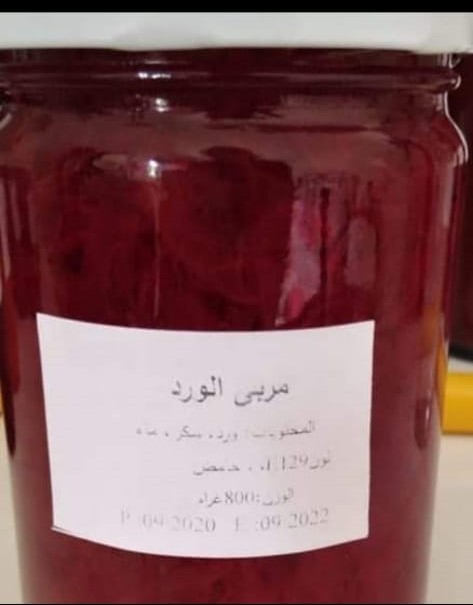 مربى الورد
المحتويات: ورد، سكر، ماء
لون E129، حامض
الوزن:800غرام
P :09/2020 E :09/2022